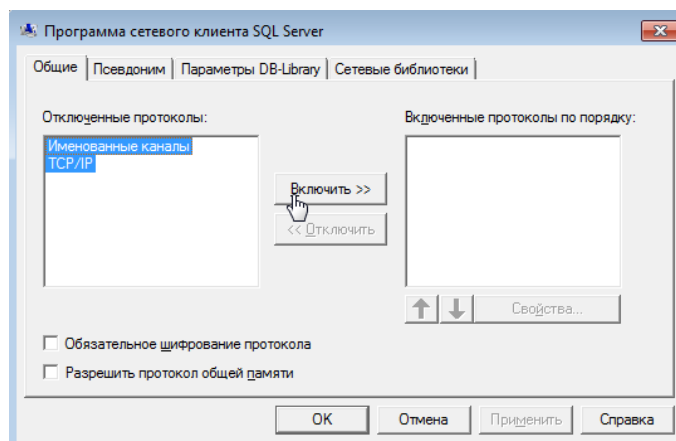 Программа сетевого клиента SQL Server
Общие Псевдоним Параметры DB-Library Сетевые библиотеки
Отключенные протоколы: Включенные протоколы по порядку:
Именованные каналы
TCP/IP
Включить >>
<< Отключить
Свойства...
Обязательное шифрование протокола
Разрешить протокол общей памяти
OK Отмена Применить Справка